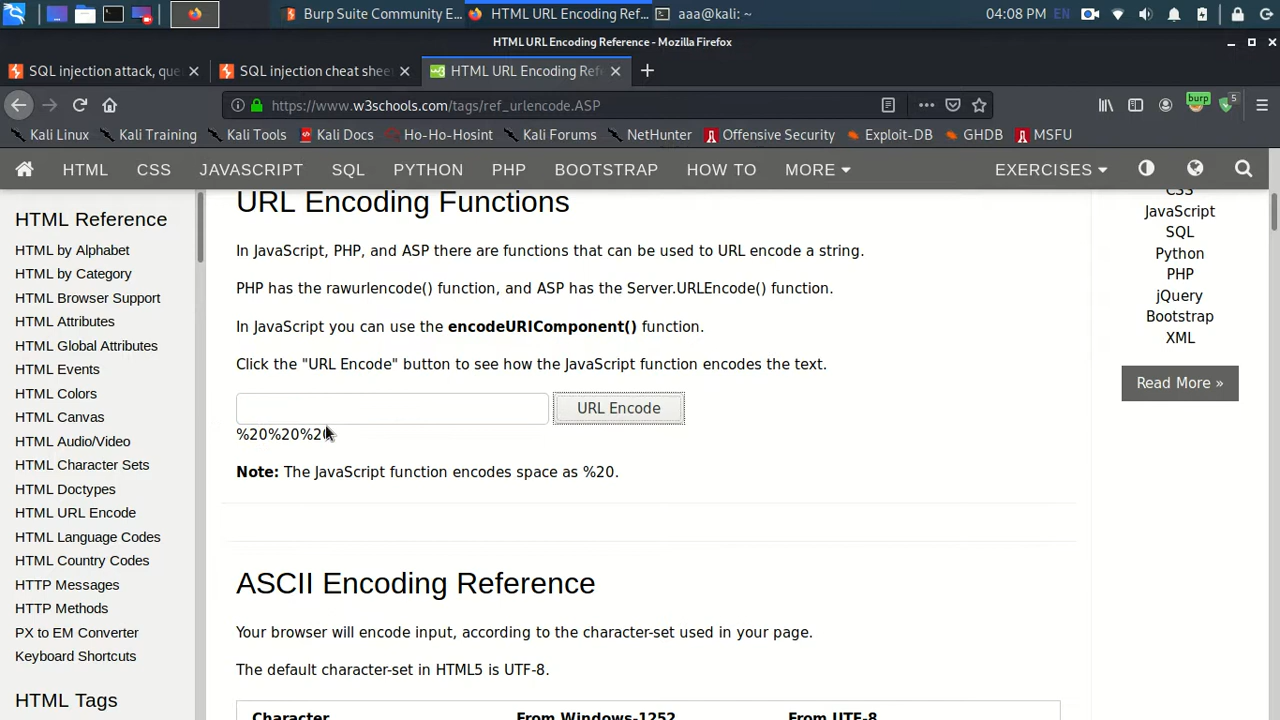 Burp Suite Community E...
HTML URL Encoding Ref...
aaa@kali: ~
04:08 PM
EN
HTML URL Encoding Reference - Mozilla Firefox
SQL injection attack, que
SQL injection cheat shee
HTML URL Encoding Refe
https://www.w3schools.com/tags/ref_urlencode.ASP
burp
5
Kali Linux
Kali Training
Kali Tools
Kali Docs
Ho-Ho-Hosint
Kali Forums
NetHunter
Offensive Security
Exploit-DB
GHDB
MSFU
HTML
CSS
JAVASCRIPT
SQL
PYTHON
PHP
BOOTSTRAP
HOW TO
MORE
EXERCISES
HTML Reference
HTML by Alphabet
HTML by Category
HTML Browser Support
HTML Attributes
HTML Global Attributes
HTML Events
HTML Colors
HTML Canvas
HTML Audio/Video
HTML Character Sets
HTML Doctypes
HTML URL Encode
HTML Language Codes
HTML Country Codes
HTTP Messages
HTTP Methods
PX to EM Converter
Keyboard Shortcuts
HTML Tags
URL Encoding Functions
In JavaScript, PHP, and ASP there are functions that can be used to URL encode a string.
PHP has the rawurlencode() function, and ASP has the Server.URLEncode() function.
In JavaScript you can use the encodeURIComponent() function.
Click the "URL Encode" button to see how the JavaScript function encodes the text.
URL Encode
%20%20%20
Note: The JavaScript function encodes space as %20.
ASCII Encoding Reference
Your browser will encode input, according to the character-set used in your page.
The default character-set in HTML5 is UTF-8.
Character
From Windows-1252
From UTF-8
CSS
JavaScript
SQL
Python
PHP
jQuery
Bootstrap
XML
Read More »